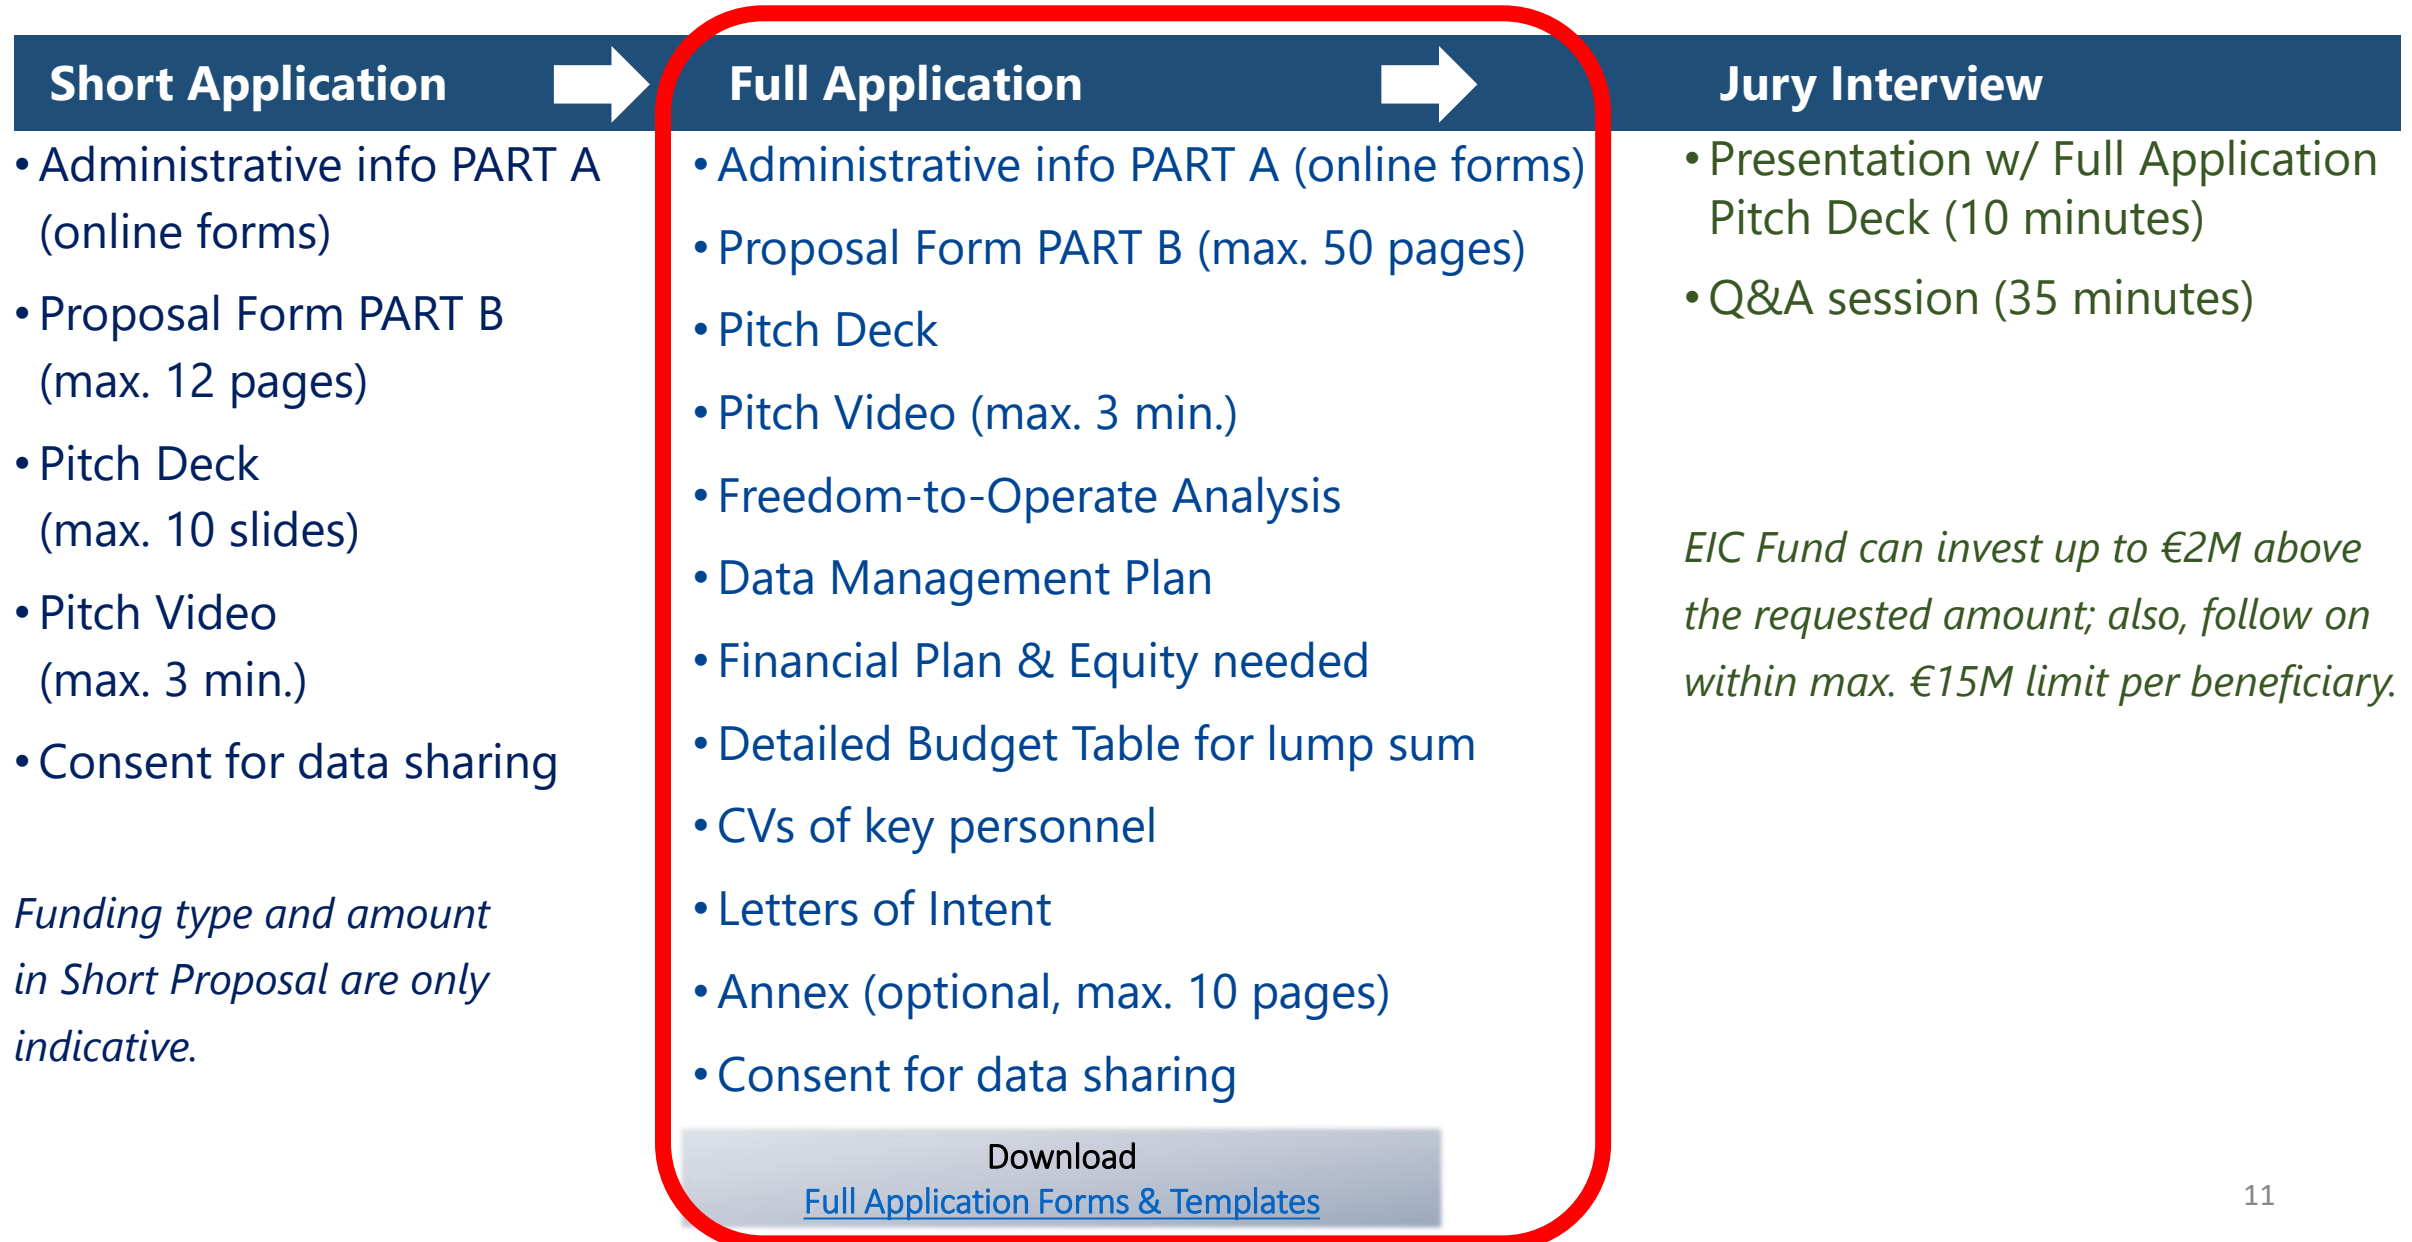 Short Application
• Administrative info PART A
(online forms)
• Proposal Form PART B
(max. 12 pages)
• Pitch Deck
(max. 10 slides)
• Pitch Video
(max. 3 min.)
• Consent for data sharing
Funding type and amount
in Short Proposal are only
indicative.
Full Application
• Administrative info PART A (online forms)
• Proposal Form PART B (max. 50 pages)
• Pitch Deck
• Pitch Video (max. 3 min.)
• Freedom-to-Operate Analysis
• Data Management Plan
• Financial Plan & Equity needed
• Detailed Budget Table for lump sum
• CVs of key personnel
• Letters of Intent
• Annex (optional, max. 10 pages)
• Consent for data sharing
Download
Full Application Forms & Templates
Jury Interview
• Presentation w/ Full Application
Pitch Deck (10 minutes)
• Q&A session (35 minutes)
EIC Fund can invest up to €2M above
the requested amount; also, follow on
within max. €15M limit per beneficiary.
11